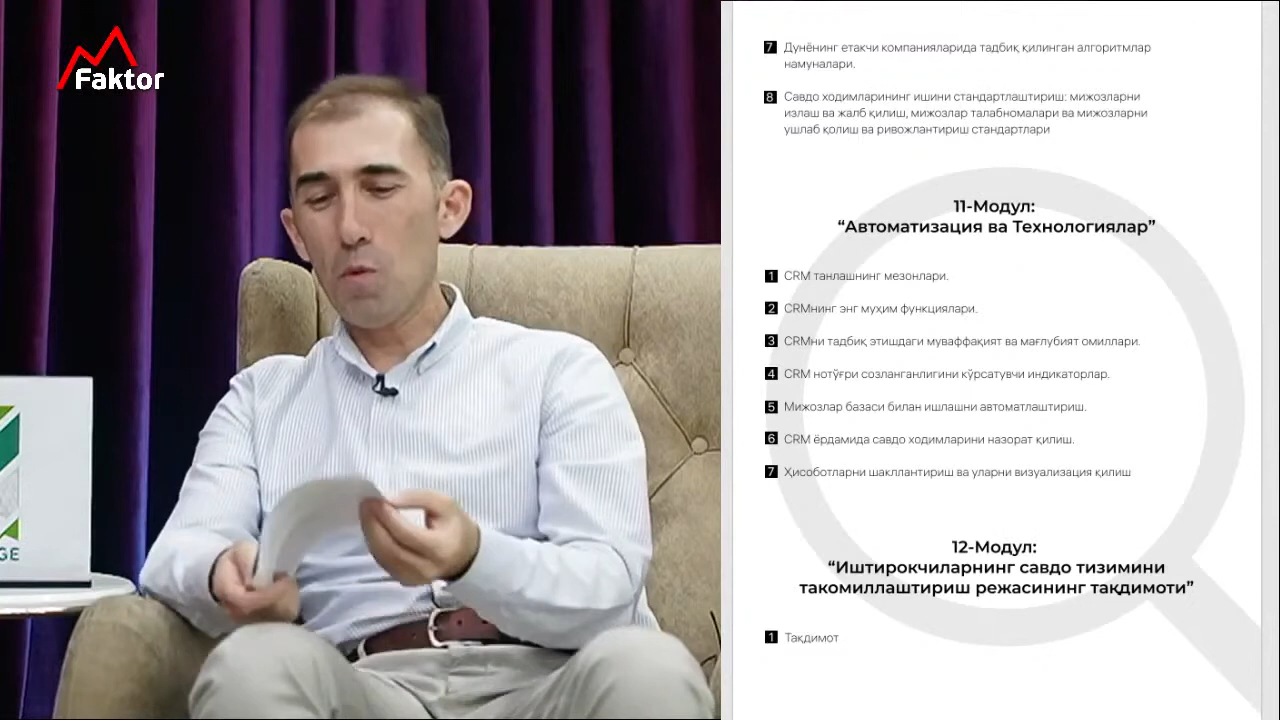 Faktor
GE
7 Дунёнинг етакчи компанияларида тадбиқ қилинган алгоритмлар
намуналари.
8 Савдо ходимларининг ишини стандартлаштириш: мижозларни
излаш ва жалб қилиш, мижозлар талабномалари ва мижозларни
ушлаб қолиш ва ривожлантириш стандартлари
11-Модул:
“Автоматизация ва Технологиялар”
1 CRM танлашнинг мезонлари.
2 CRMнинг энг муҳим функциялари.
3 CRMни тадбиқ этишдаги муваффақият ва мағлубият омиллари.
4 CRM нотўғри созланганлигини кўрсатувчи индикаторлар.
5 Мижозлар базаси билан ишлашни автоматлаштириш.
6 CRM ёрдамида савдо ходимларини назорат қилиш.
7 Ҳисоботларни шакллантириш ва уларни визуализация қилиш
12-Модул:
“Иштирокчиларнинг савдо тизимини
такомиллаштириш режасининг тақдимоти”
1 Тақдимот